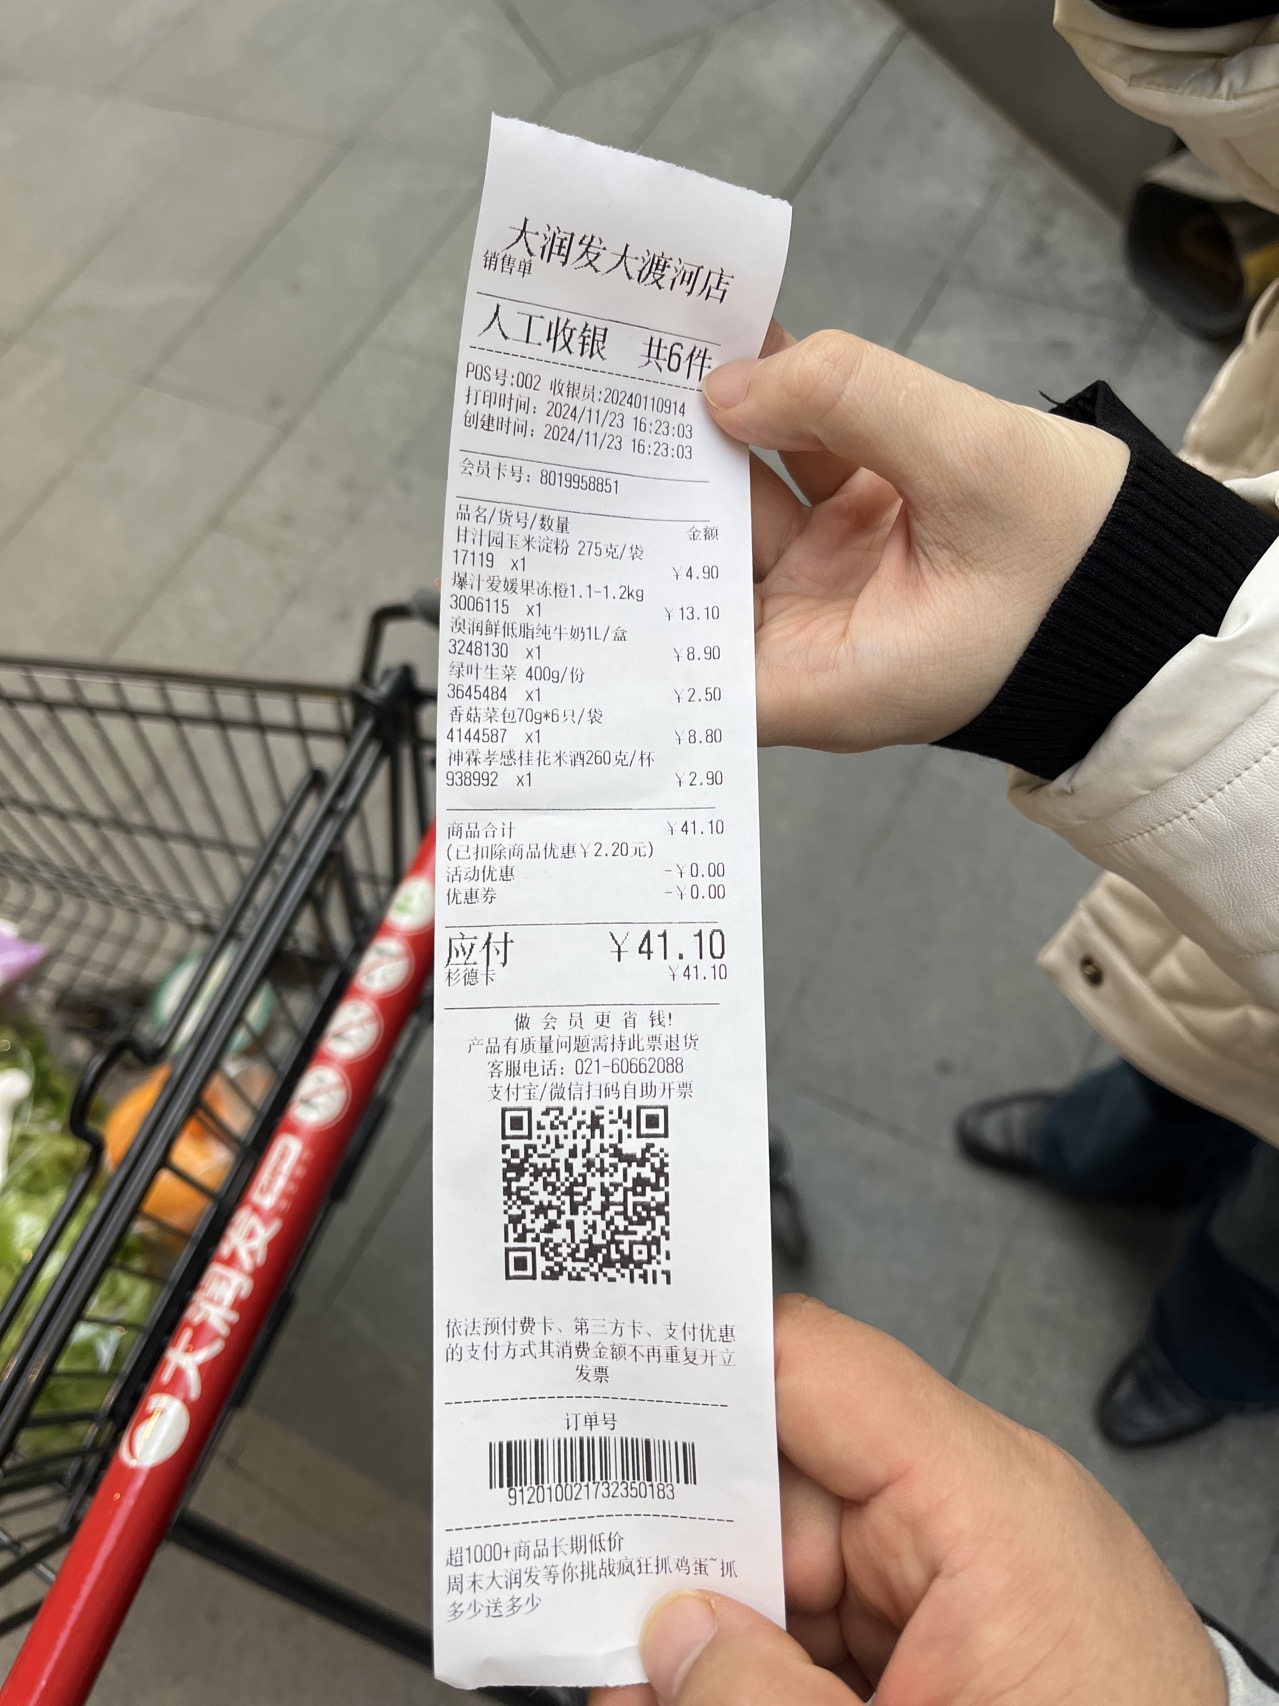 大润发大渡河店
销售单
人工收银 共6件
POS号:002 收银员:20240110914
打印时间: 2024/11/23 16:23:03
创建时间: 2024/11/23 16:23:03
会员卡号: 8019958851
品名/货号/数量 金额
甘汁园玉米淀粉 275克/袋
17119 x1 ¥4.90
爆汁爱媛果冻橙1.1-1.2kg
3006115 x1 ¥13.10
澳润鲜低脂纯牛奶1L/盒
3248130 x1 ¥8.90
绿叶生菜 400g/份
3645484 x1 ¥2.50
香菇菜包70g*6只/袋
4144587 x1 ¥8.80
神霖孝感桂花米酒260克/杯
938992 x1 ¥2.90
商品合计 ¥41.10
(已扣除商品优惠¥2.20元)
活动优惠 -¥0.00
优惠券 -¥0.00
应付 ¥41.10
杉德卡 ¥41.10
做会员更省钱!
产品有质量问题需持此票退货
客服电话: 021-60662088
支付宝/微信扫码自助开票
依法预付费卡、第三方卡、支付优惠
的支付方式其消费金额不再重复开立
发票
订单号
912010021732350183
超1000+商品长期低价
周末大润发等你挑战疯狂抓鸡蛋~抓
多少送多少
大润发